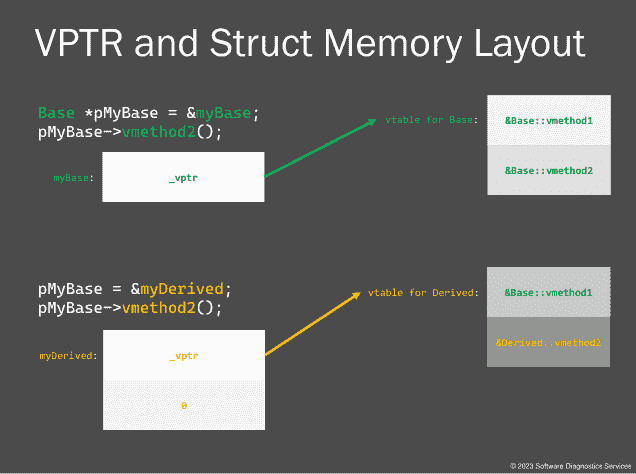 VPTR and Struct Memory Layout
Base *pMyBase = &myBase;
pMyBase->vmethod2();
myBase:
_vptr
vtable for Base:
&Base::vmethod1
&Base::vmethod2
pMyBase = &myDerived;
pMyBase->vmethod2();
myDerived:
_vptr
0
vtable for Derived:
&Base::vmethod1
&Derived::vmethod2
© 2023 Software Diagnostics Services